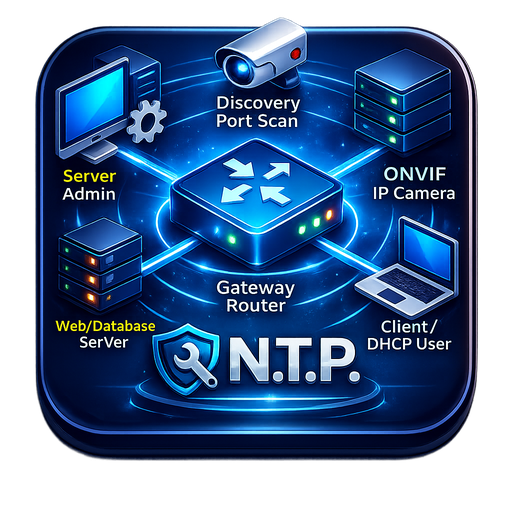 Discovery
Port Scan
Server
Admin
ONVIF
IP Camera
Gateway
Router
Web/Database
SerVer
Client/
DHCP User
N.T.P.